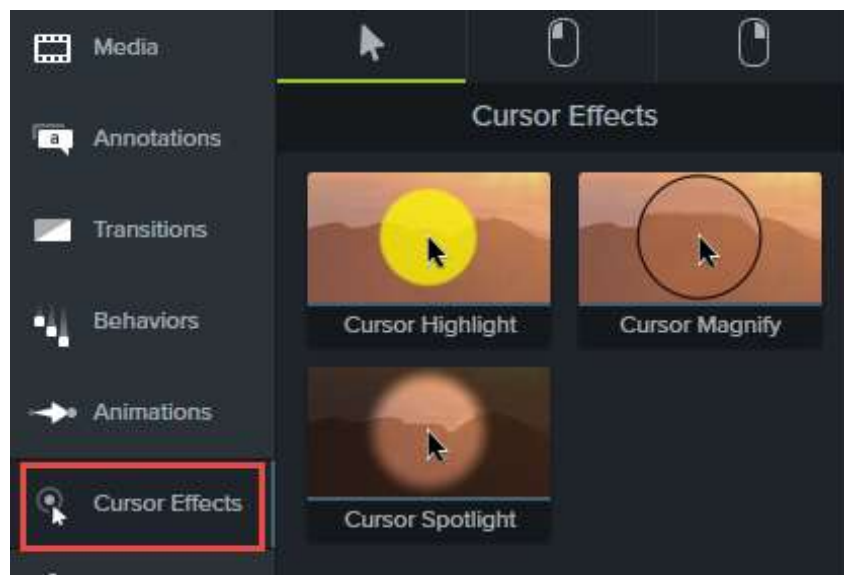 Media
Annotations
Transitions
Behaviors
Animations
Cursor Effects
Cursor Effects
Cursor Highlight
Cursor Magnify
Cursor Spotlight
a